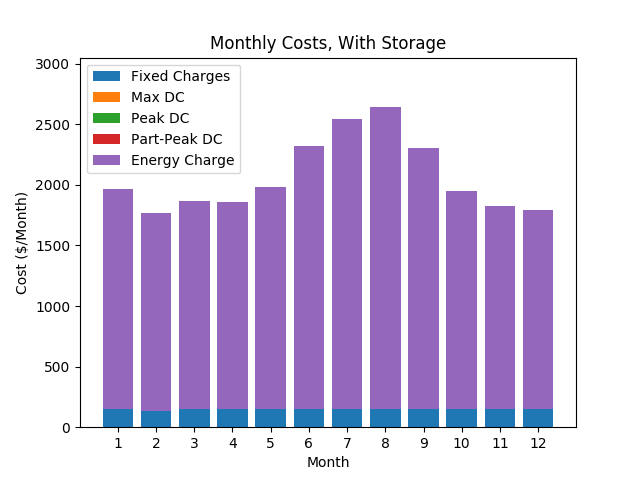 Monthly Costs, With Storage
Fixed Charges
Max DC
Peak DC
Part-Peak DC
Energy Charge
3000
2500
2000
1500
1000
500
0
Cost ($/Month)
1 2 3 4 5 6 7 8 9 10 11 12
Month